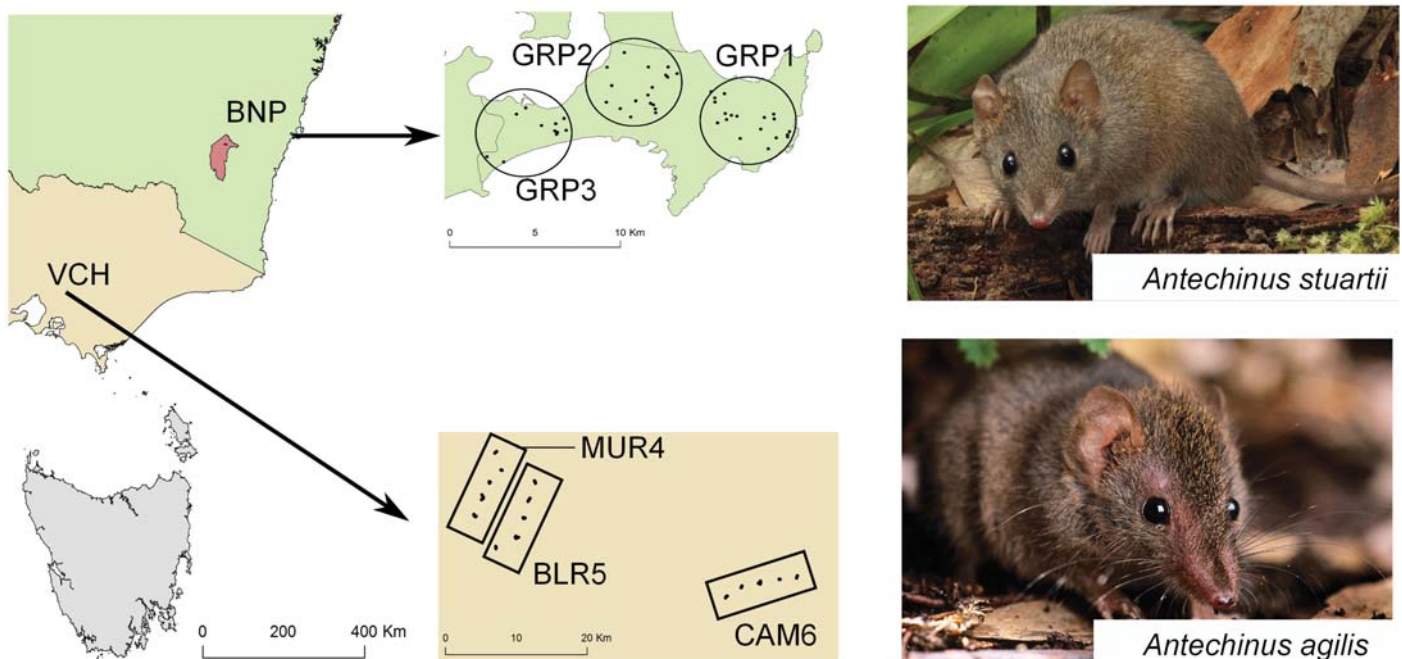 BNP
VCH
0 200 400 Km
GRP2
GRP1
GRP3
0 5 10 Km
MUR4
BLR5
CAM6
0 10 20 Km
Antechinus stuartii
Antechinus agilis